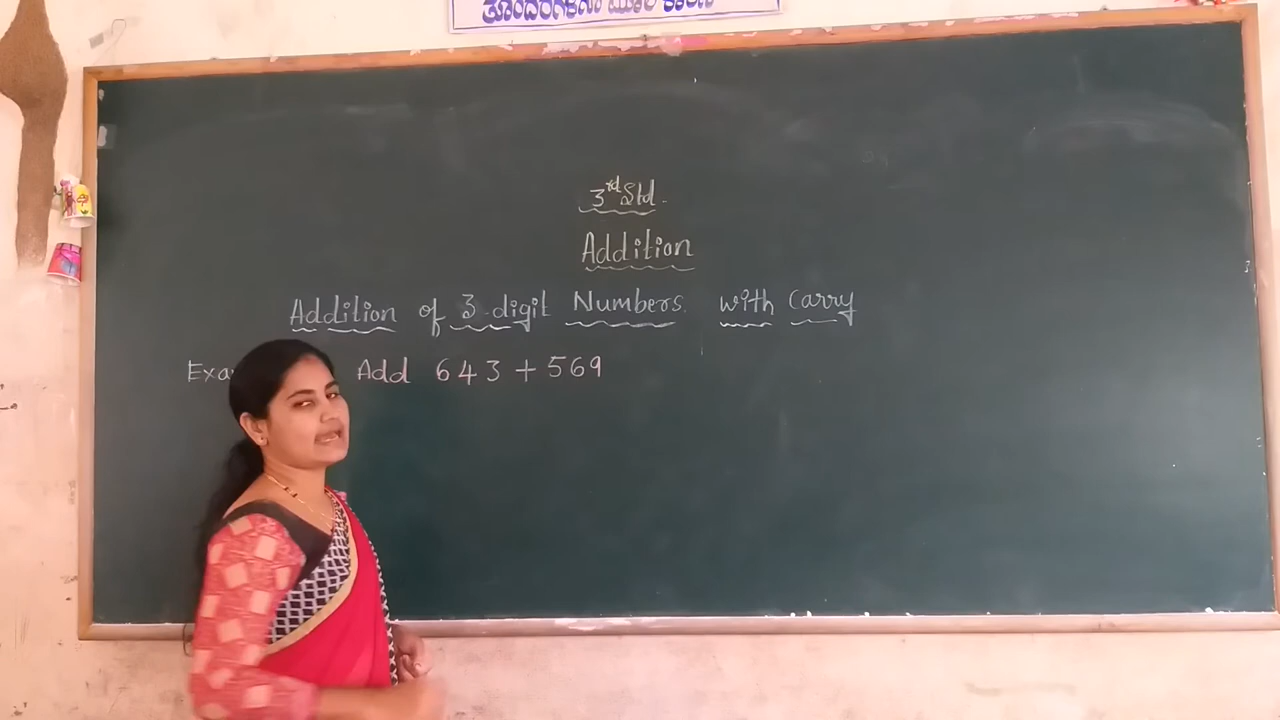 3rd Std.
Addition
Addition of 3-digit Numbers with Carry
Add 643 + 569